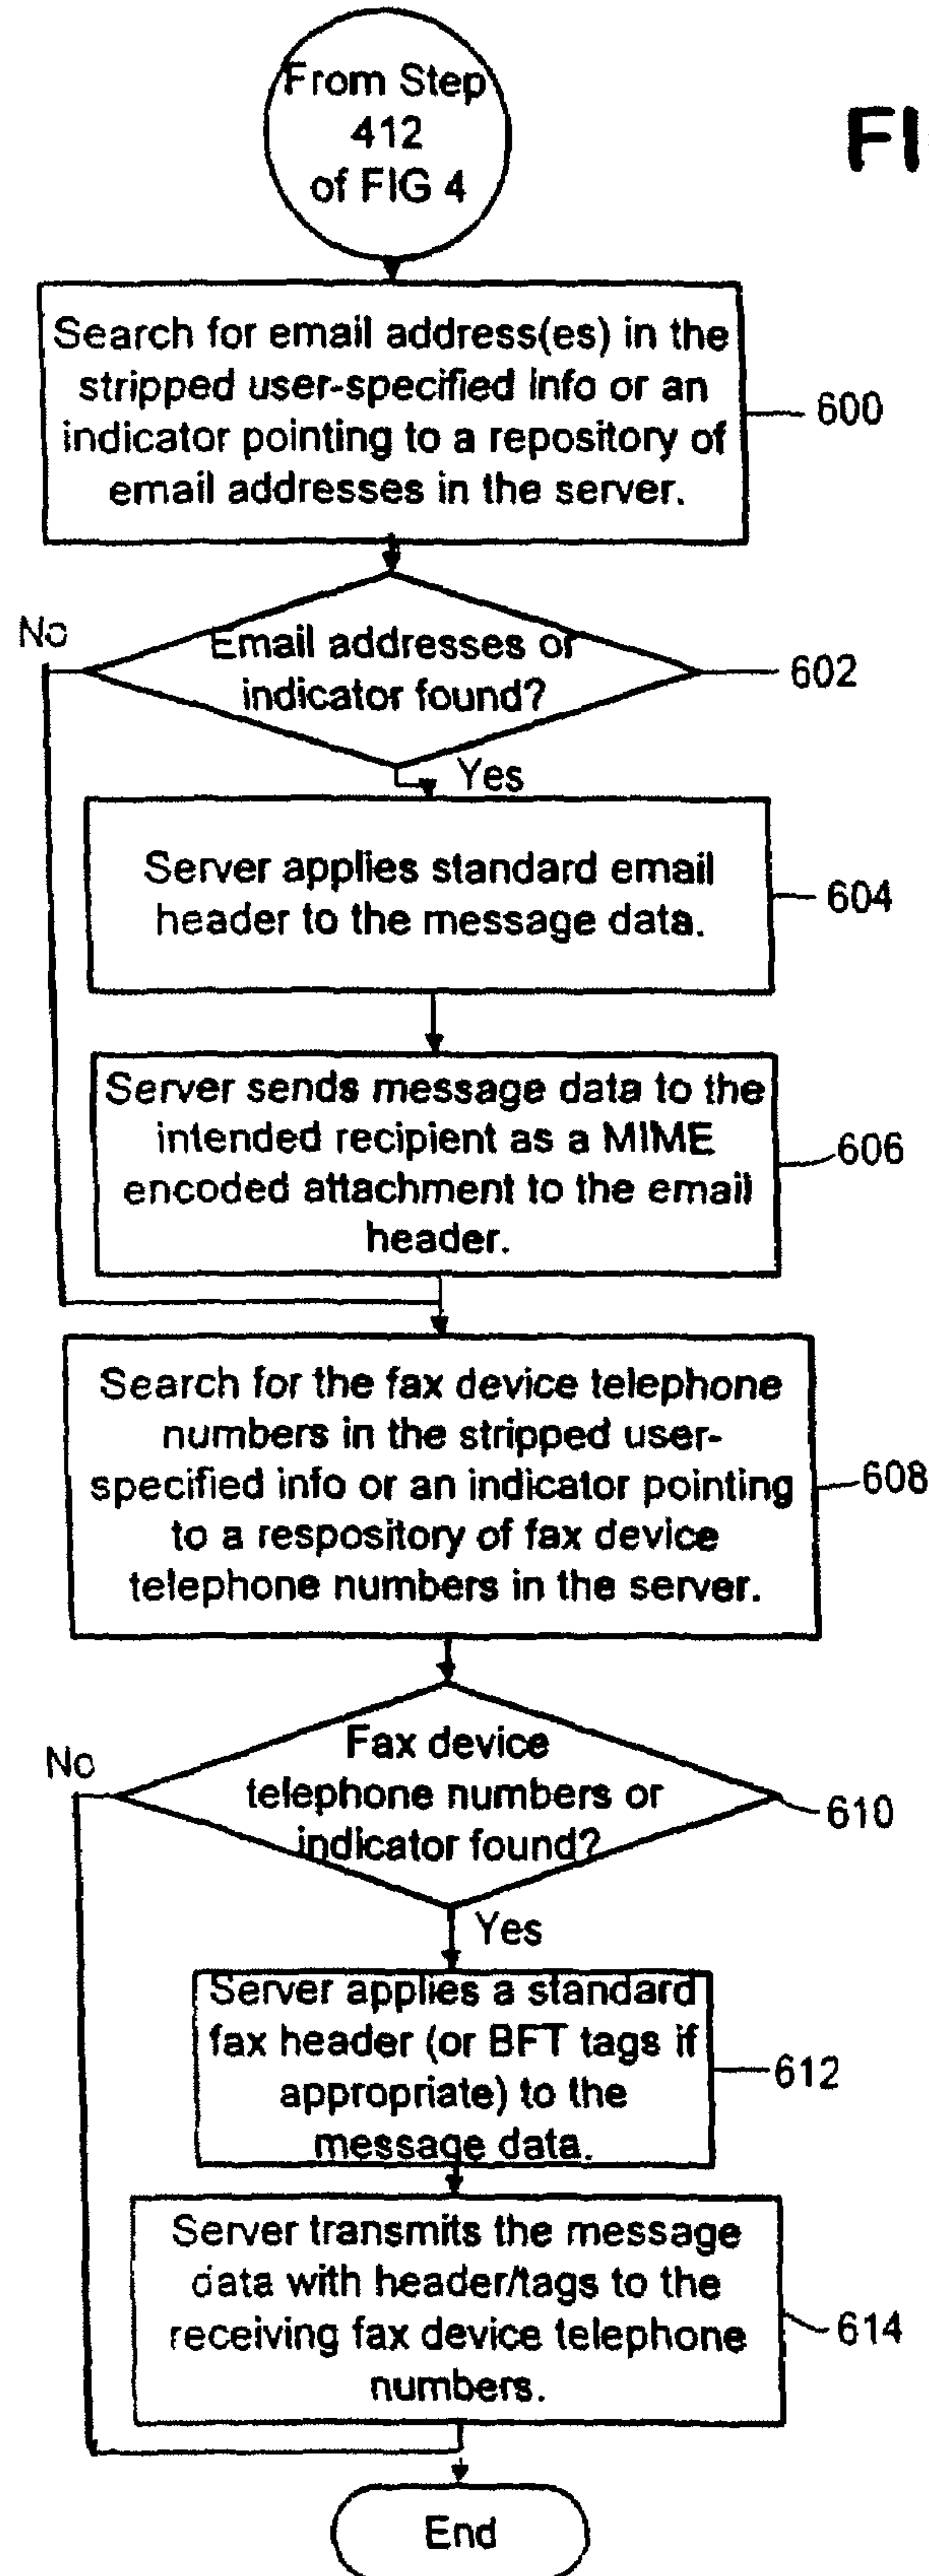 From Step
412
of FIG 4
FI
Search for email address(es) in the
stripped user-specified info or an
indicator pointing to a repository of
email addresses in the server.
600
No
Email addresses or
indicator found?
602
Yes
Server applies standard email
header to the message data.
604
Server sends message data to the
intended recipient as a MIME
encoded attachment to the email
header.
606
Search for the fax device telephone
numbers in the stripped user-
specified info or an indicator pointing
to a respository of fax device
telephone numbers in the server.
608
No
Fax device
telephone numbers or
indicator found?
610
Yes
Server applies a standard
fax header (or BFT tags if
appropriate) to the
message data.
612
Server transmits the message
data with header/tags to the
receiving fax device telephone
numbers.
614
End